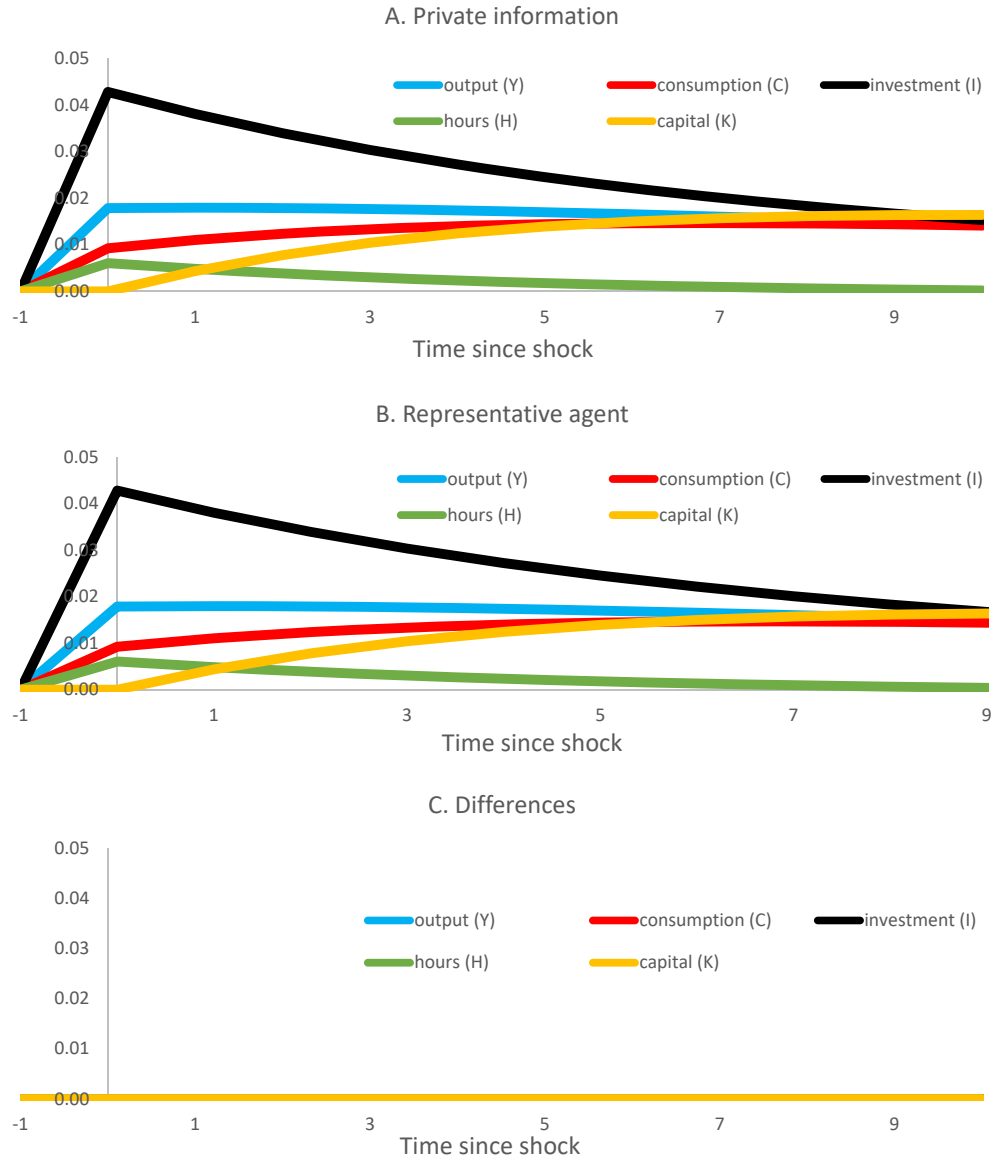 A. Private information
0.05
output (Y) consumption (C) investment (I)
0.04
hours (H) capital (K)
0.03
0.02
0.01
0.00
-1 1 3 5 7 9
Time since shock
B. Representative agent
0.05
output (Y) consumption (C) investment (I)
0.04
hours (H) capital (K)
0.03
0.02
0.01
0.00
-1 1 3 5 7 9
Time since shock
C. Differences
0.05
0.04
output (Y) consumption (C) investment (I)
0.03
hours (H) capital (K)
0.02
0.01
0.00
-1 1 3 5 7 9
Time since shock